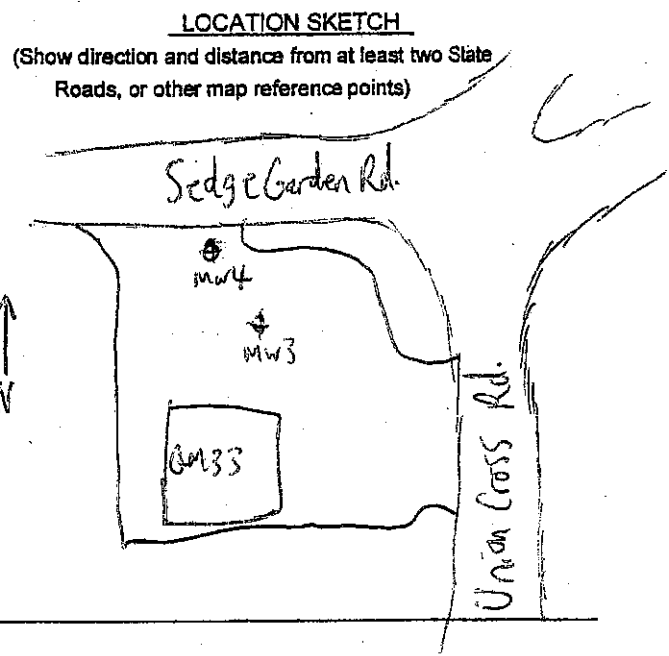 LOCATION SKETCH
(Show direction and distance from at least two State
Roads, or other map reference points)
Sedge Garden Rd.
MW4
MW3
N
QM33
Union Cross Rd.